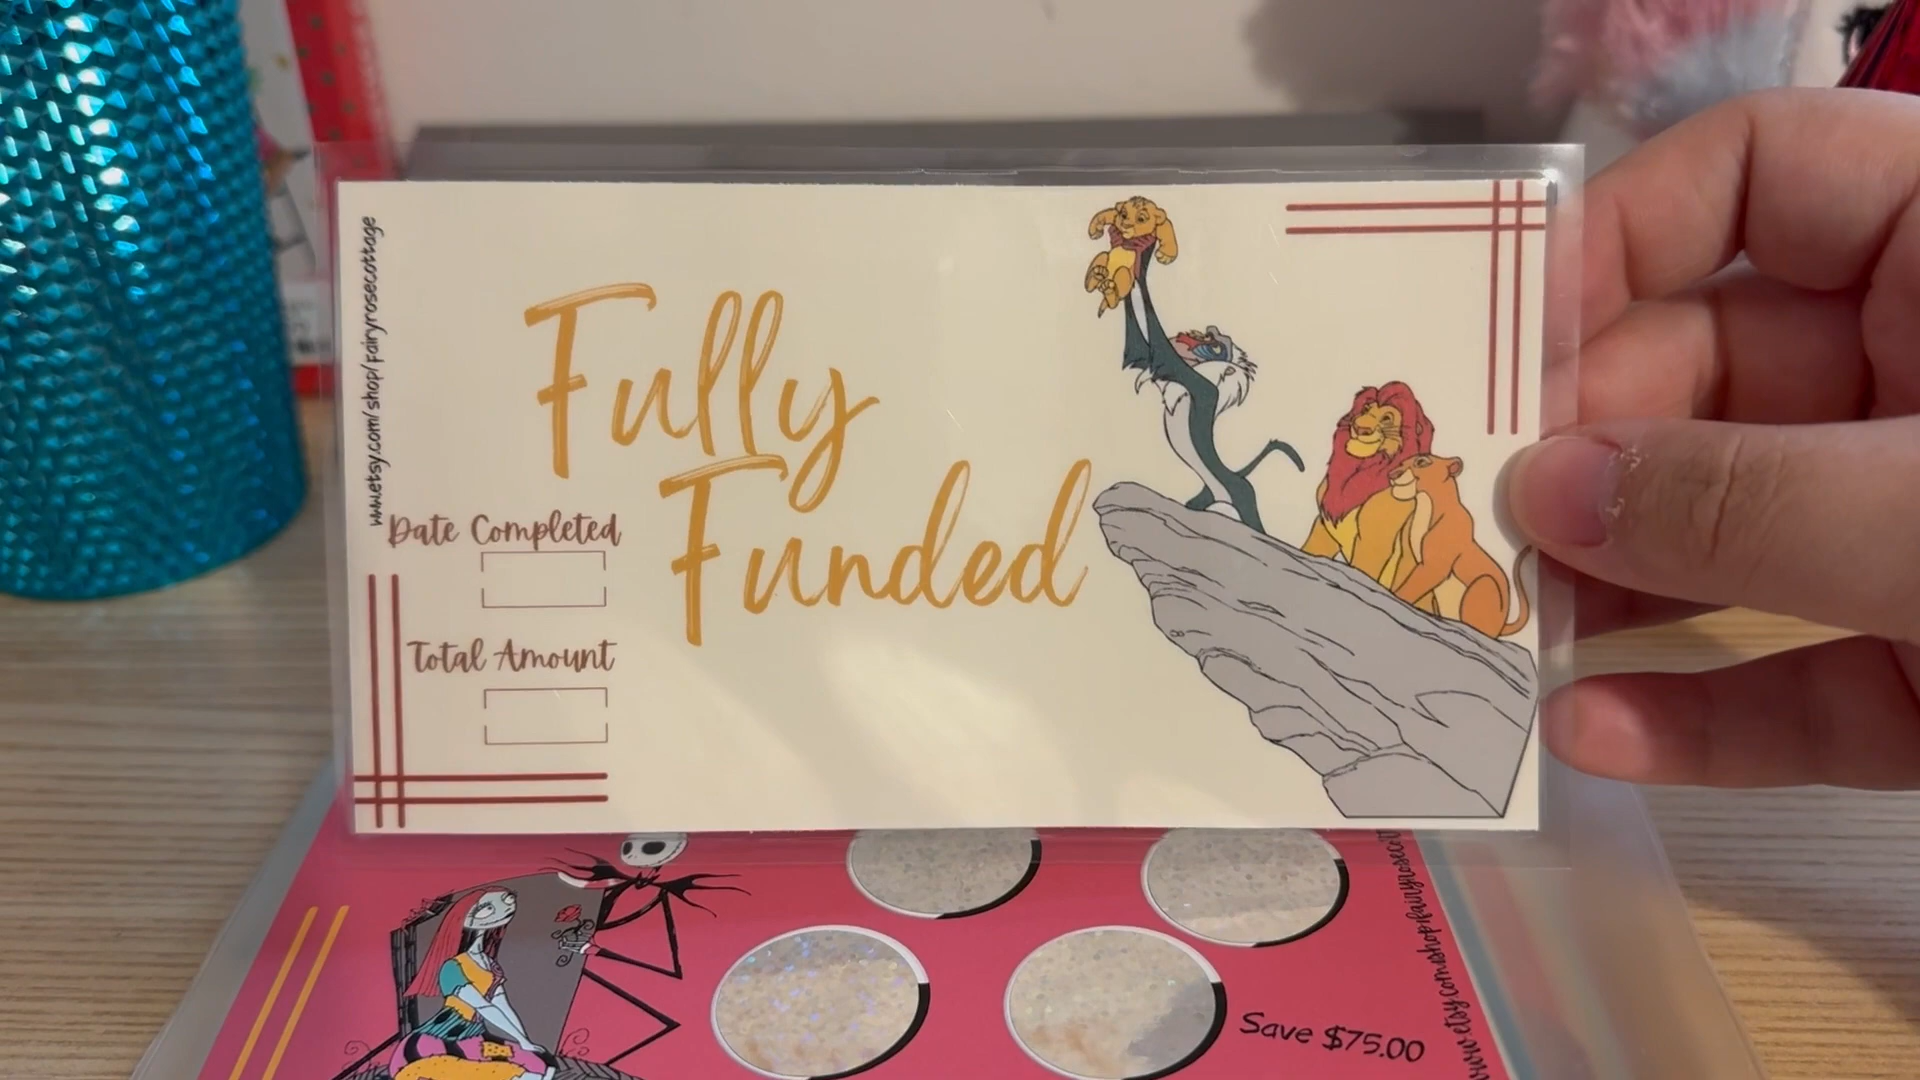 www.etsy.com/shop/fairyrosecottage
Fully
Funded
Date Completed
Total Amount
Save $75.00